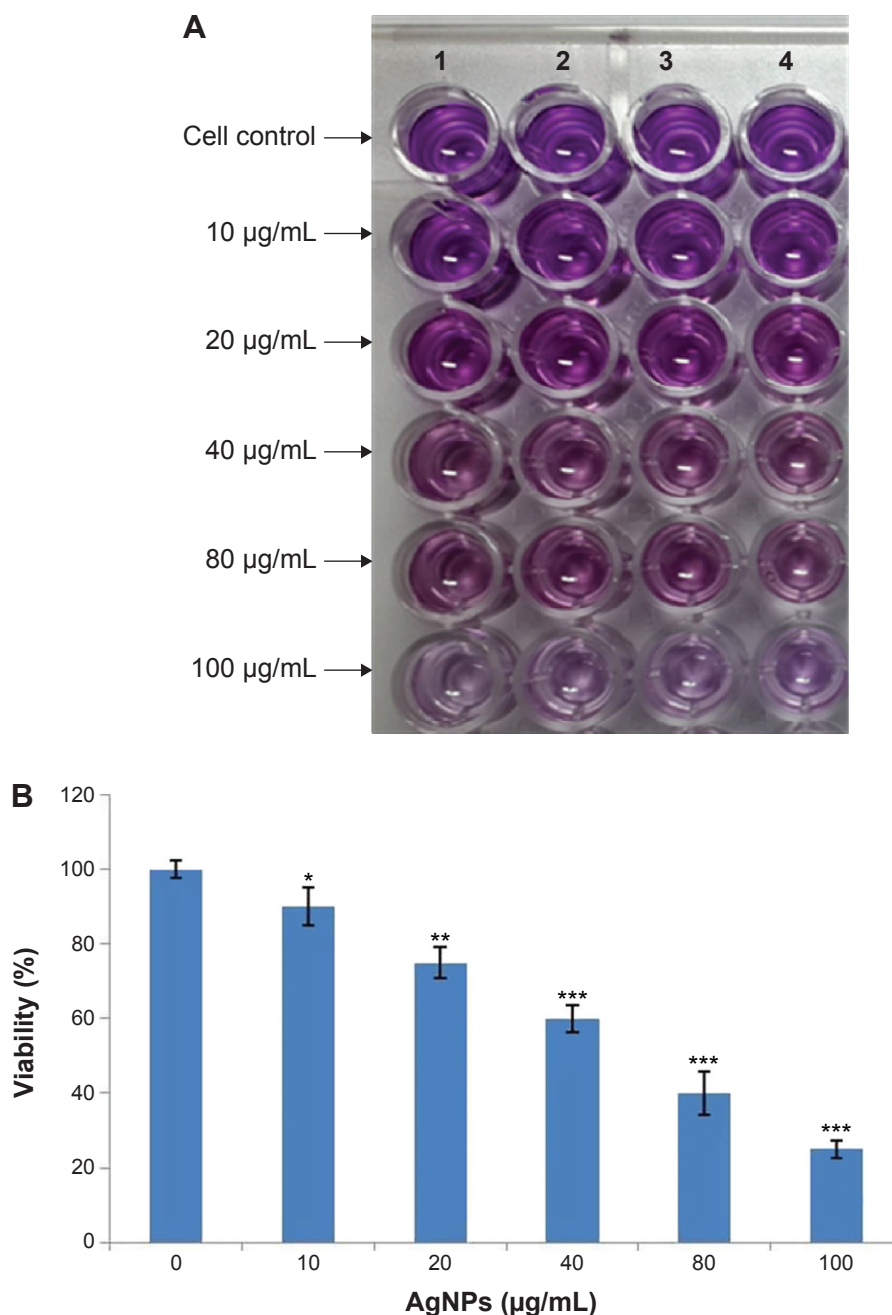 A
1 2 3 4
Cell control
10 µg/mL
20 µg/mL
40 µg/mL
80 µg/mL
100 µg/mL
B
120
100
80
60
40
20
0
Viability (%)
*
**
***
***
***
0 10 20 40 80 100
AgNPs (µg/mL)